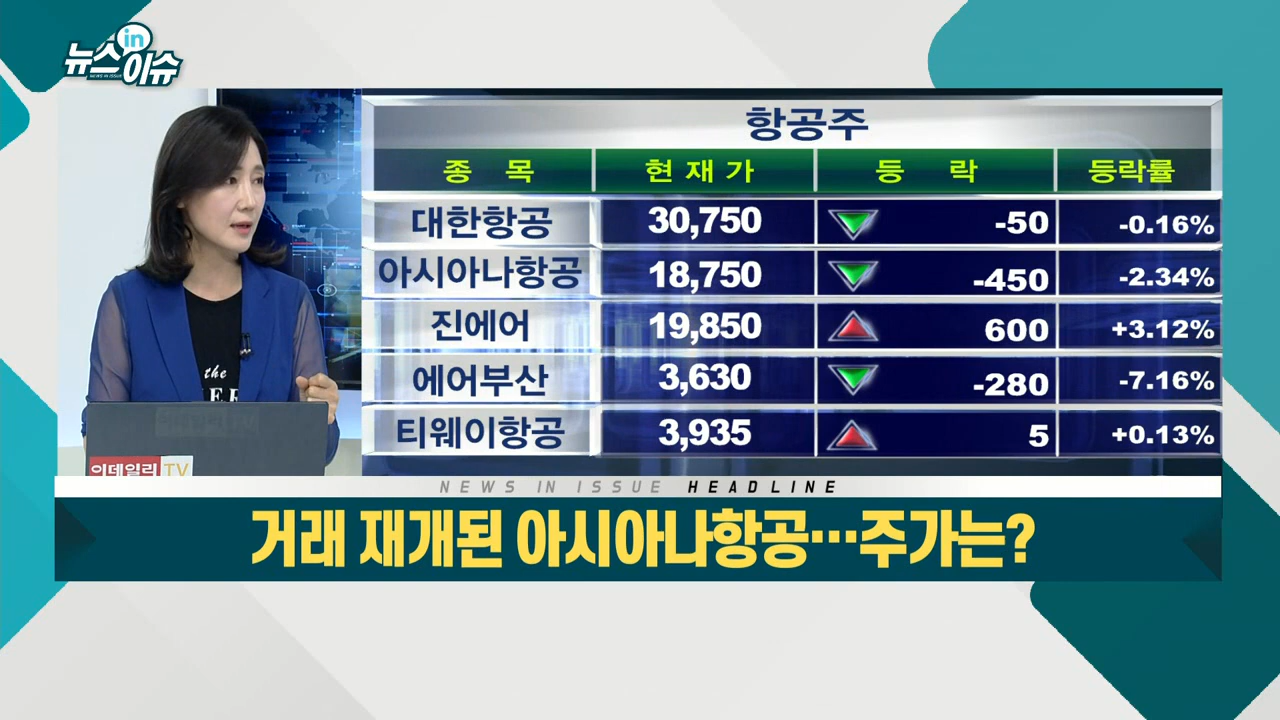 뉴스in이슈
NEWS IN ISSUE
항공주
종 목 현재가 등 락 등락률
대한항공 30,750 -50 -0.16%
아시아나항공 18,750 -450 -2.34%
진에어 19,850 600 +3.12%
에어부산 3,630 -280 -7.16%
티웨이항공 3,935 5 +0.13%
the
이데일리TV
NEWS IN ISSUE HEADLINE
거래 재개된 아시아나항공…주가는?